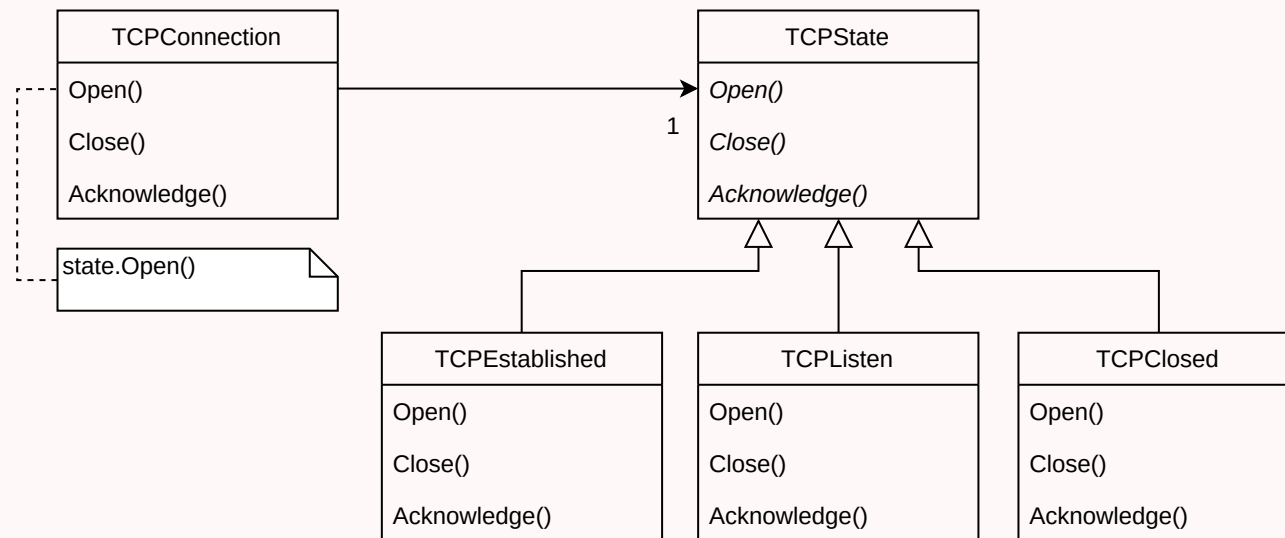 TCPConnection
Open()
Close()
Acknowledge()
state.Open()
1
TCPState
Open()
Close()
Acknowledge()
TCPEstablished
Open()
Close()
Acknowledge()
TCPListen
Open()
Close()
Acknowledge()
TCPClosed
Open()
Close()
Acknowledge()